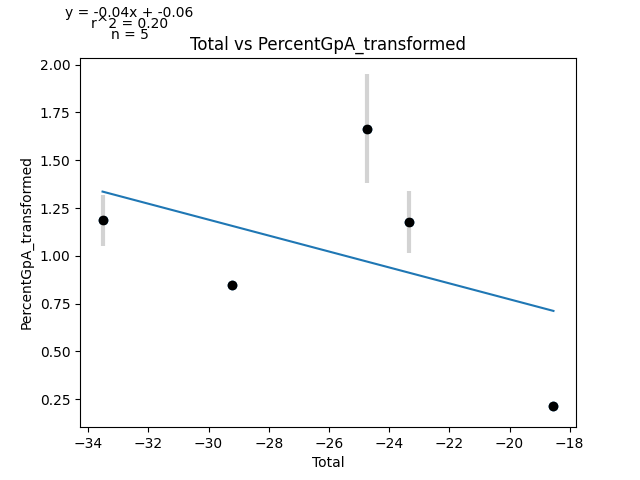 y = -0.04x + -0.06
r^2 = 0.20
n = 5
Total vs PercentGpA_transformed
PercentGpA_transformed
2.00
1.75
1.50
1.25
1.00
0.75
0.50
0.25
−34 −32 −30 −28 −26 −24 −22 −20 −18
Total